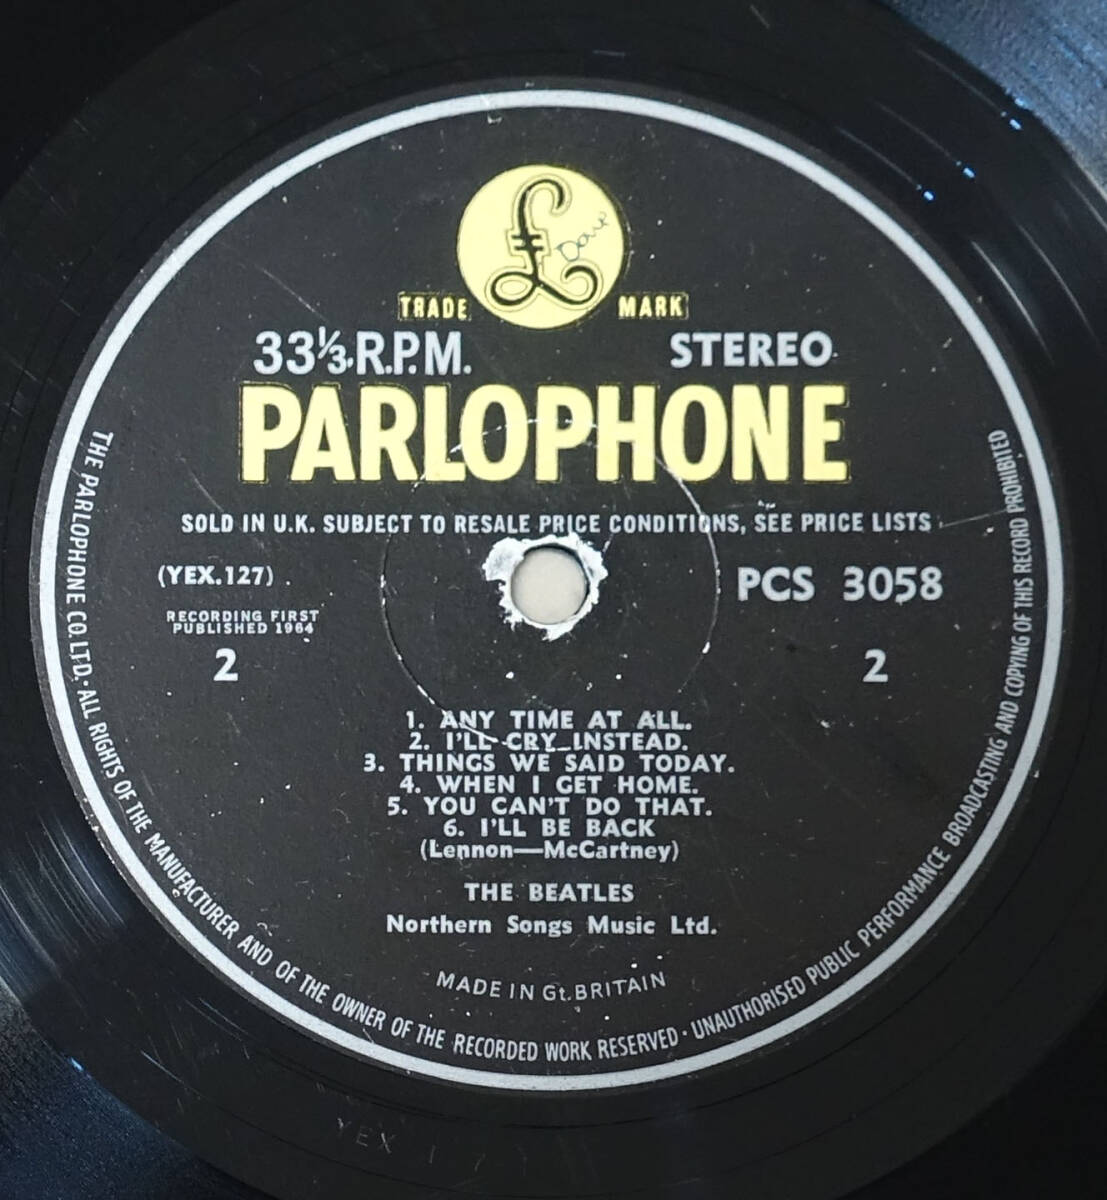 £
Dave
TRADE MARK
33⅓ R.P.M. STEREO
PARLOPHONE
SOLD IN U.K. SUBJECT TO RESALE PRICE CONDITIONS, SEE PRICE LISTS
(YEX.127) PCS 3058
RECORDING FIRST
PUBLISHED 1964
2 2
1. ANY TIME AT ALL.
2. I'LL CRY INSTEAD.
3. THINGS WE SAID TODAY.
4. WHEN I GET HOME.
5. YOU CAN'T DO THAT.
6. I'LL BE BACK
(Lennon—McCartney)
THE BEATLES
Northern Songs Music Ltd.
MADE IN Gt. BRITAIN
THE PARLOPHONE CO. LTD · ALL RIGHTS OF THE MANUFACTURER AND OF THE OWNER OF THE RECORDED WORK RESERVED · UNAUTHORISED PUBLIC PERFORMANCE BROADCASTING AND COPYING OF THIS RECORD PROHIBITED
YEX 1